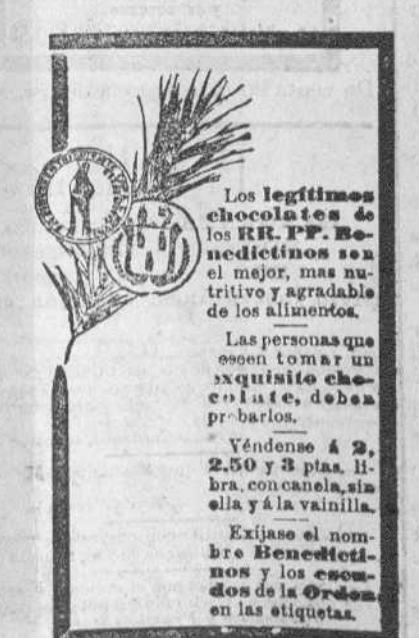 Los legítimos
chocolates de
los RR. PP. Be-
nedictinos son
el mejor, mas nu-
tritivo y agradable
de los alimentos.
Las personas que
eseen tomar un
exquisito cho-
colate, deben
probarlos.
Véndense á 2,
2,50 y 3 ptas. li-
bra, con canela, sin
ella y á la vainilla.
Exíjase el nom-
bre Benedicti-
nos y los escu-
dos de la Orden
en las etiquetas.